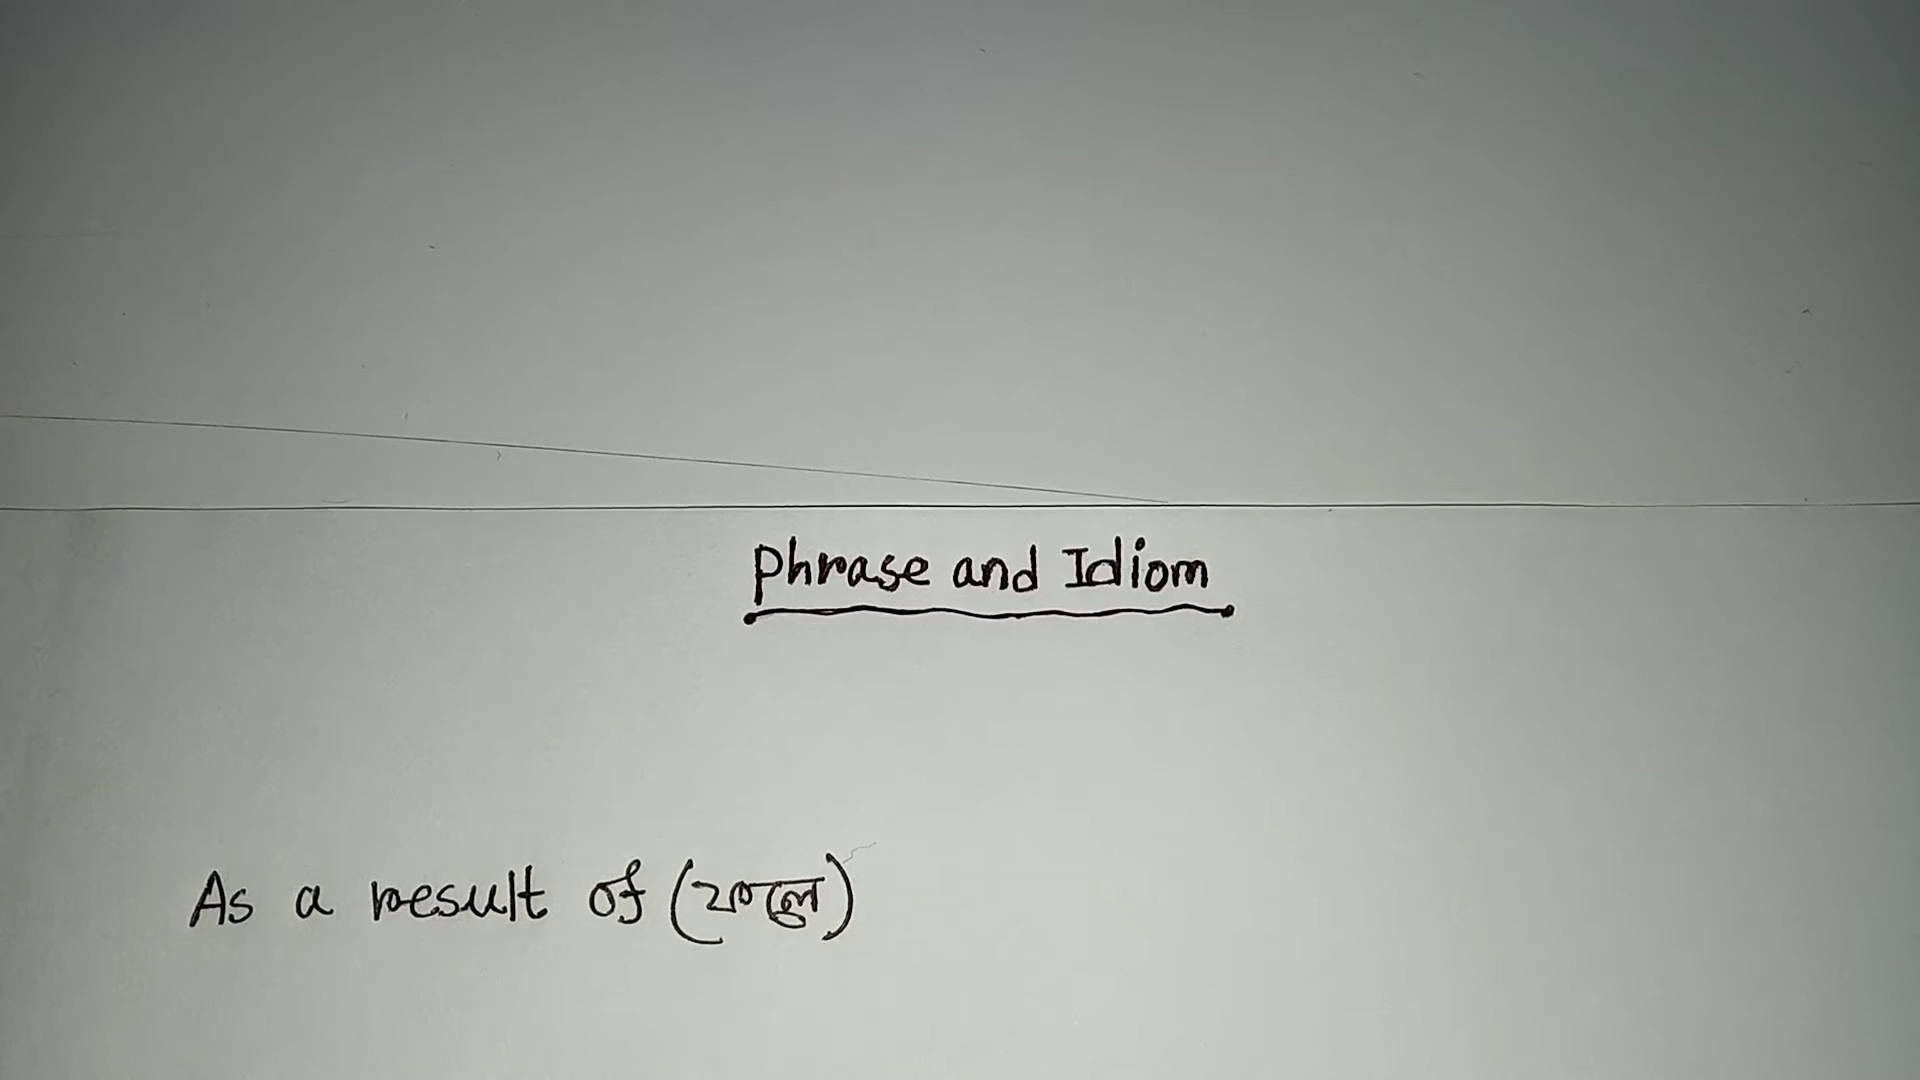 Phrase and Idiom
As a result of (ফলে)